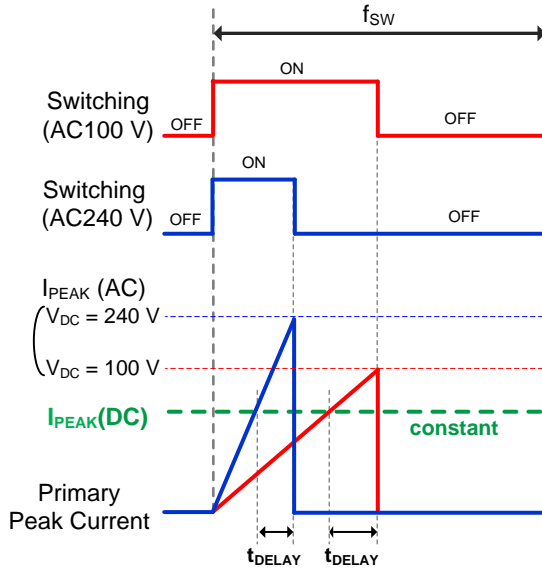 fSW
ON
Switching
(AC100 V)
OFF
OFF
ON
Switching
(AC240 V)
OFF
OFF
IPEAK (AC)
VDC = 240 V
VDC = 100 V
IPEAK(DC)
constant
Primary
Peak Current
tDELAY
tDELAY